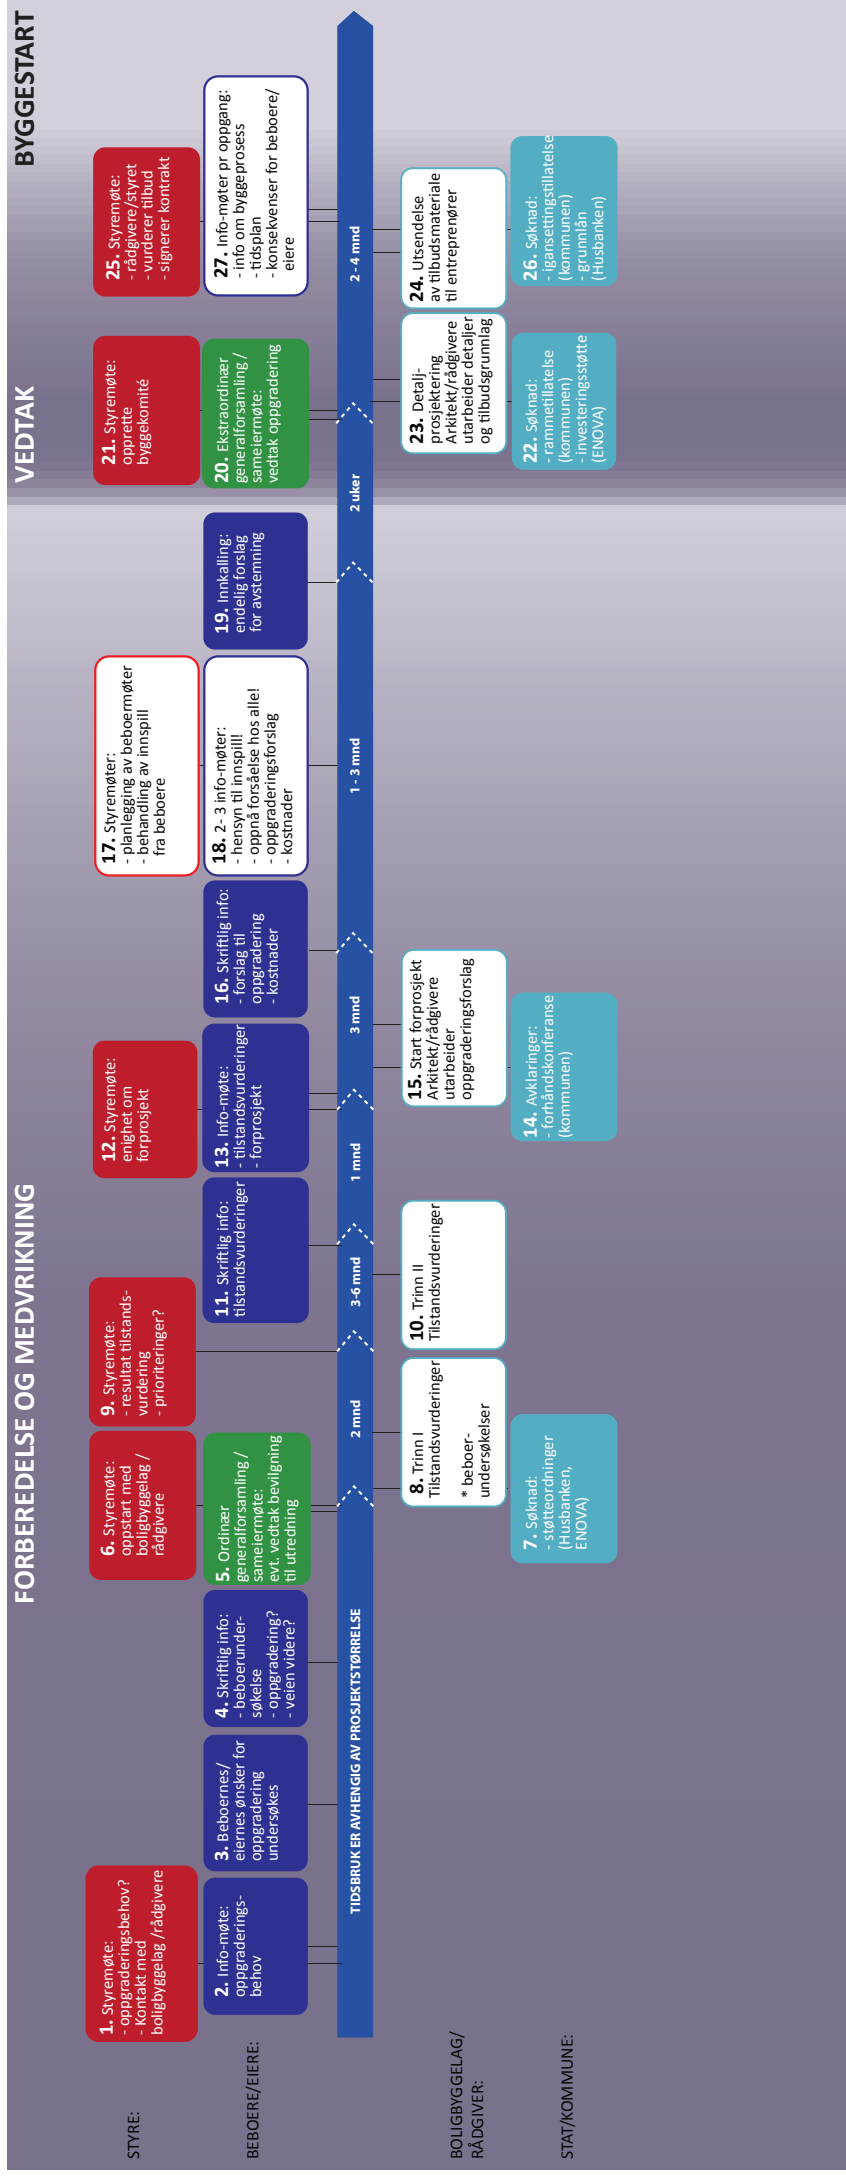 FORBEREDELSE OG MEDVRIKNING
VEDTAK
BYGGESTART
STYRE:
1. Styremøte:
- oppgraderingsbehov?
- Kontakt med
boligbyggelag /rådgivere
6. Styremøte:
oppstart med
boligbyggelag /
rådgivere
9. Styremøte:
- resultat tilstands-
vurdering
- prioriteringer?
12. Styremøte:
enighet om
forprosjekt
17. Styremøter:
- planlegging av beboermøter
- behandling av innspill
fra beboere
21. Styremøte:
opprette
byggekomité
25. Styremøte:
- rådgivere/styret
- vurderer tilbud
- signerer kontrakt
BEBOERE/EIERE:
2. Info-møte:
oppgraderings-
behov
3. Beboernes/
eiernes ønsker for
oppgradering
undersøkes
4. Skriftlig info:
- beboerunder-
søkelse
- oppgradering?
- veien videre?
5. Ordinær
generalforsamling /
sameiermøte:
evt. vedtak bevilgning
til utredning
11. Skriftlig info:
tilstandsvurderinger
13. Info-møte:
- tilstandsvurderinger
- forprosjekt
16. Skriftlig info:
- forslag til
oppgradering
- kostnader
18. 2- 3 info-møter:
- hensyn til innspill!
- oppnå forsåelse hos alle!
- oppgraderingsforslag
- kostnader
19. Innkalling:
endelig forslag
for avstemning
20. Ekstraordinær
generalforsamling /
sameiermøte:
vedtak oppgradering
27. Info-møter pr oppgang:
- info om byggeprosess
- tidsplan
- konsekvenser for beboere/
eiere
TIDSBRUK ER AVHENGIG AV PROSJEKTSTØRRELSE
2 mnd
3-6 mnd
1 mnd
3 mnd
1 - 3 mnd
2 uker
2 - 4 mnd
BOLIGBYGGELAG/
RÅDGIVER:
8. Trinn I
Tilstandsvurderinger
* beboer-
undersøkelser
10. Trinn II
Tilstandsvurderinger
15. Start forprosjekt
Arkitekt/rådgivere
utarbeider
oppgraderingsforslag
23. Detalj-
prosjektering
Arkitekt/rådgivere
utarbeider detaljer
og tilbudsgrunnlag
24. Utsendelse
av tilbudsmateriale
til entreprenører
STAT/KOMMUNE:
7. Søknad:
- støtteordninger
(Husbanken,
ENOVA)
14. Avklaringer:
- forhåndskonferanse
(kommunen)
22. Søknad:
- rammetillatelse
(kommunen)
- investeringsstøtte
(ENOVA)
26. Søknad:
- igansettingstillatelse
(kommunen)
- grunnlån
(Husbanken)